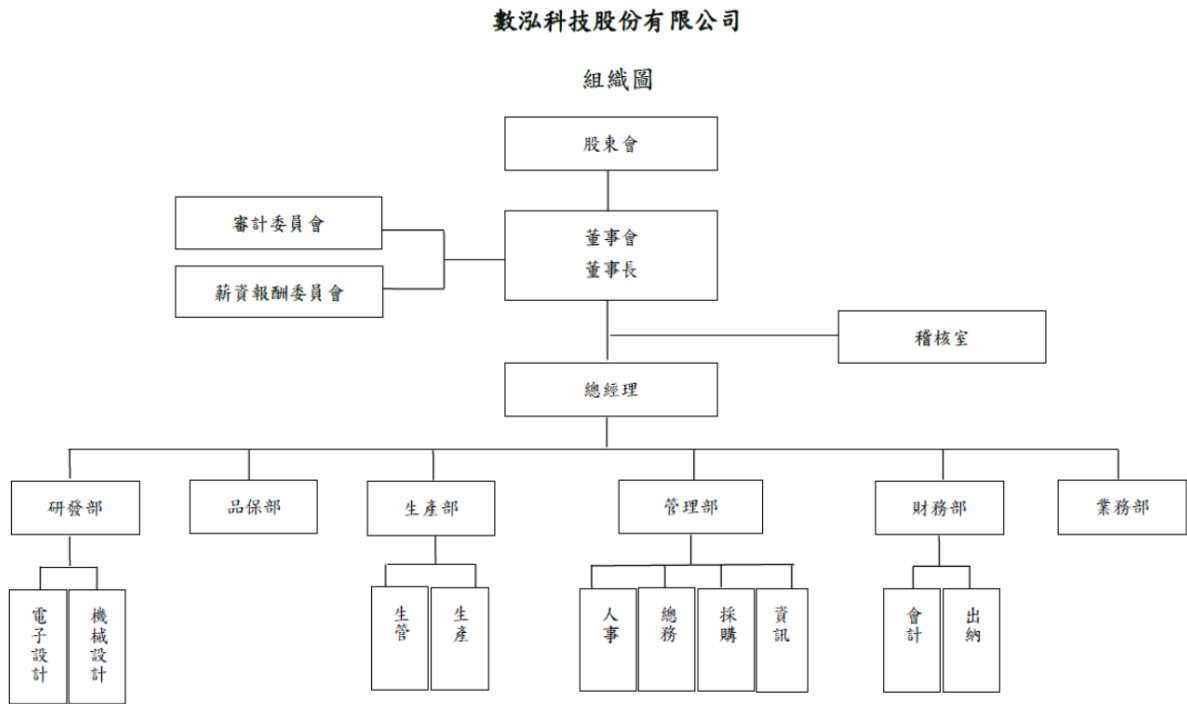 數泓科技股份有限公司
組織圖
股東會
審計委員會
董事會
董事長
薪資報酬委員會
稽核室
總經理
研發部
品保部
生產部
管理部
財務部
業務部
電子設計
機械設計
生管
生產
人事
總務
採購
資訊
會計
出納